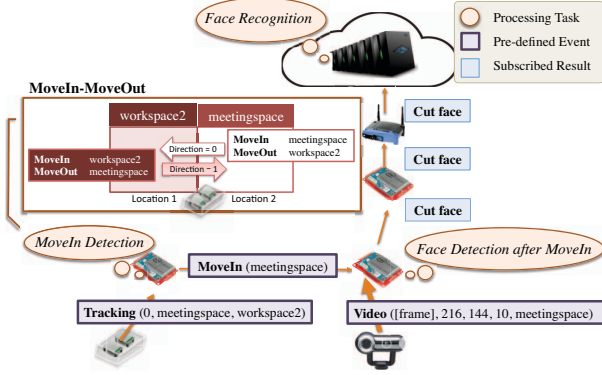 Face Recognition
Processing Task
Pre-defined Event
Subscribed Result
MoveIn-MoveOut
workspace2 meetingspace
MoveIn meetingspace
MoveOut workspace2
Direction = 0
MoveIn workspace2
MoveOut meetingspace
Direction – 1
Location 1 Location 2
Cut face
Cut face
Cut face
MoveIn Detection
MoveIn (meetingspace)
Face Detection after MoveIn
Tracking (0, meetingspace, workspace2)
Video ([frame], 216, 144, 10, meetingspace)